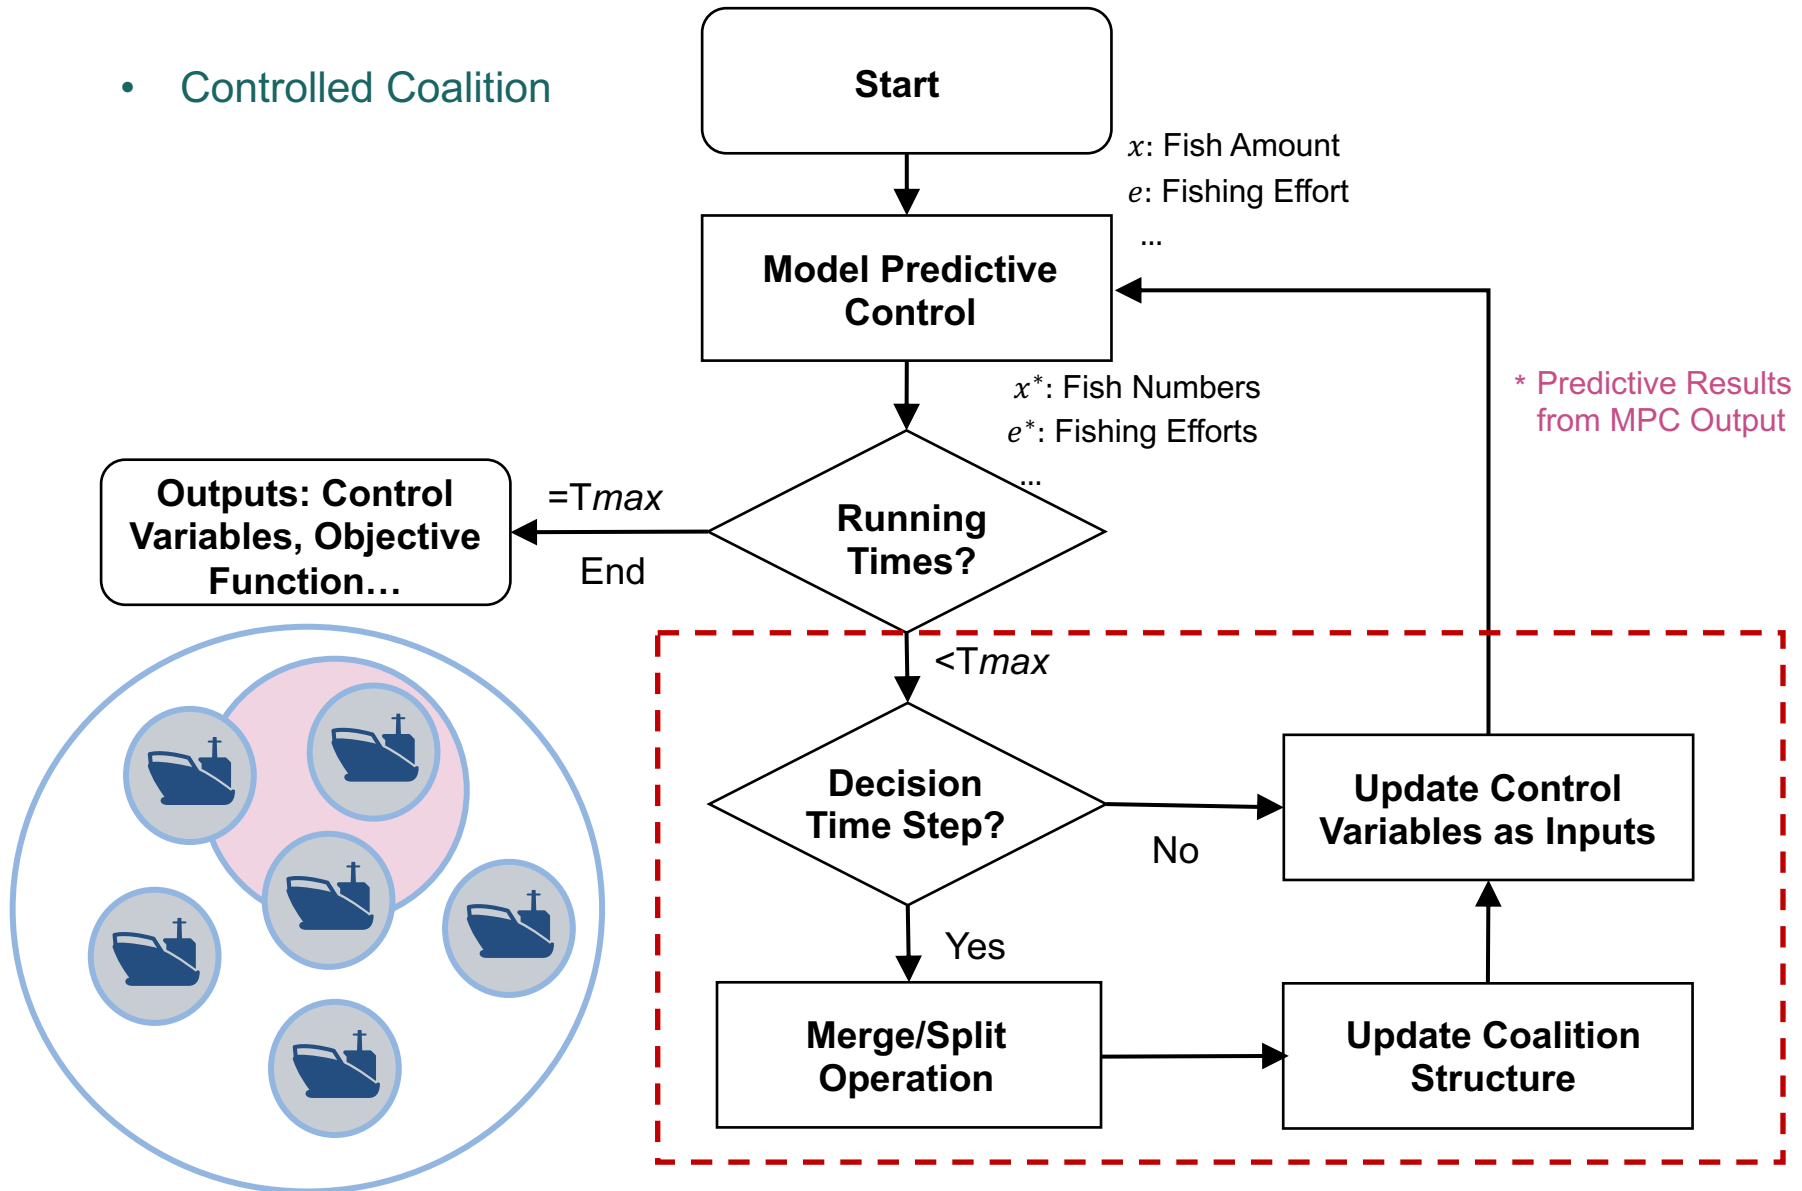 • Controlled Coalition
Start
x: Fish Amount
e: Fishing Effort
...
Model Predictive
Control
x*: Fish Numbers
e*: Fishing Efforts
...
* Predictive Results
from MPC Output
Running
Times?
=Tmax
End
Outputs: Control
Variables, Objective
Function…
<Tmax
Decision
Time Step?
No
Update Control
Variables as Inputs
Yes
Merge/Split
Operation
Update Coalition
Structure